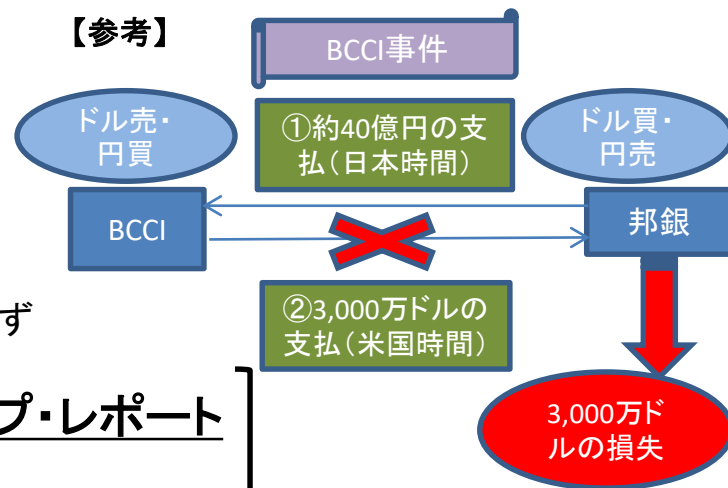 【参考】
BCCI事件
ドル売・
円買
①約40億円の支
払（日本時間）
ドル買・
円売
BCCI
邦銀
②3,000万ドルの
支払（米国時間）
ず
プ・レポート
3,000万ド
ルの損失